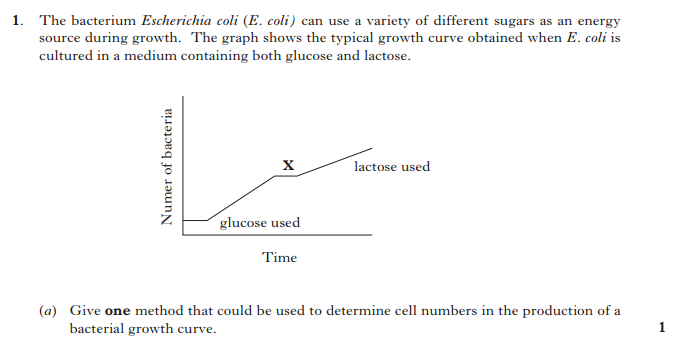 1. The bacterium Escherichia coli (E. coli) can use a variety of different sugars as an energy
source during growth. The graph shows the typical growth curve obtained when E. coli is
cultured in a medium containing both glucose and lactose.
Numer of bacteria
X
lactose used
glucose used
Time
(a) Give one method that could be used to determine cell numbers in the production of a
bacterial growth curve. 1